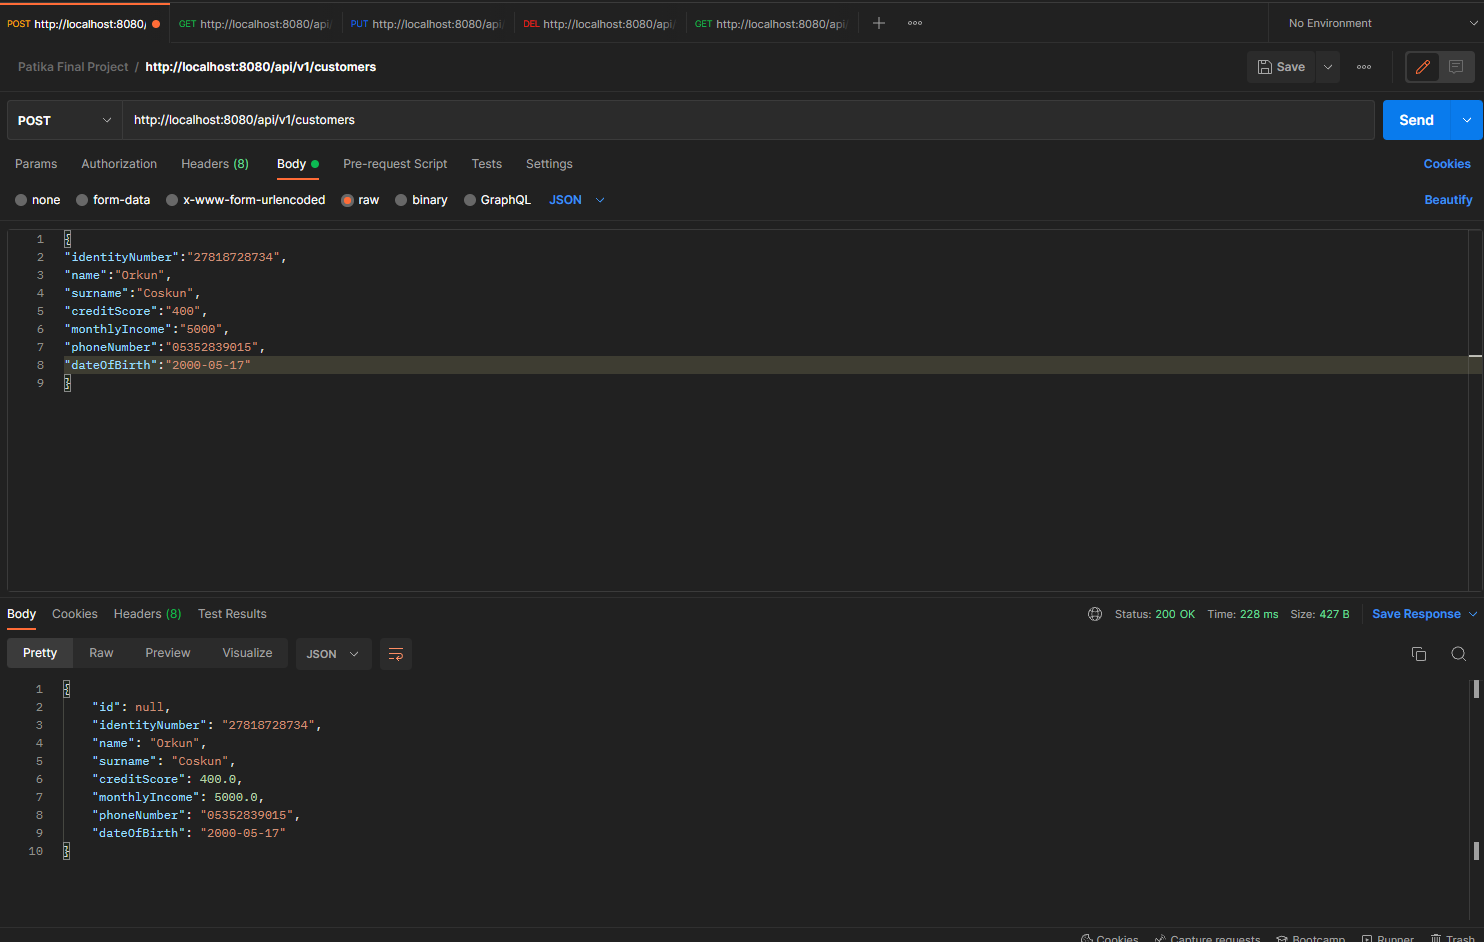 POST http://localhost:8080/ GET http://localhost:8080/api/ PUT http://localhost:8080/api/ DEL http://localhost:8080/api/ GET http://localhost:8080/api/ No Environment
Patika Final Project / http://localhost:8080/api/v1/customers Save
POST http://localhost:8080/api/v1/customers Send
Params Authorization Headers (8) Body Pre-request Script Tests Settings Cookies
none form-data x-www-form-urlencoded raw binary GraphQL JSON Beautify
1 {
2 "identityNumber":"27818728734",
3 "name":"Orkun",
4 "surname":"Coskun",
5 "creditScore":"400",
6 "monthlyIncome":"5000",
7 "phoneNumber":"05352839015",
8 "dateOfBirth":"2000-05-17"
9 }
Body Cookies Headers (8) Test Results Status: 200 OK Time: 228 ms Size: 427 B Save Response
Pretty Raw Preview Visualize JSON
1 {
2 "id": null,
3 "identityNumber": "27818728734",
4 "name": "Orkun",
5 "surname": "Coskun",
6 "creditScore": 400.0,
7 "monthlyIncome": 5000.0,
8 "phoneNumber": "05352839015",
9 "dateOfBirth": "2000-05-17"
10 }
Cookies Capture requests Bootcamp Runner Trash